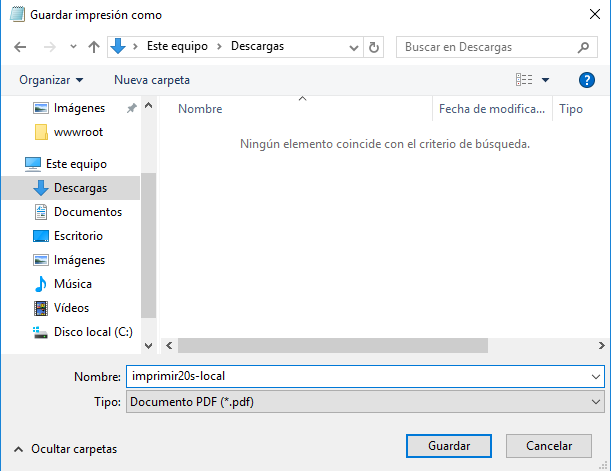 Guardar impresión como
Este equipo > Descargas
Buscar en Descargas
Organizar
Nueva carpeta
?
Imágenes
wwwroot
Este equipo
Descargas
Documentos
Escritorio
Imágenes
Música
Vídeos
Disco local (C:)
Nombre
Fecha de modifica...
Tipo
Ningún elemento coincide con el criterio de búsqueda.
Nombre: imprimir20s-local
Tipo: Documento PDF (*.pdf)
Ocultar carpetas
Guardar
Cancelar